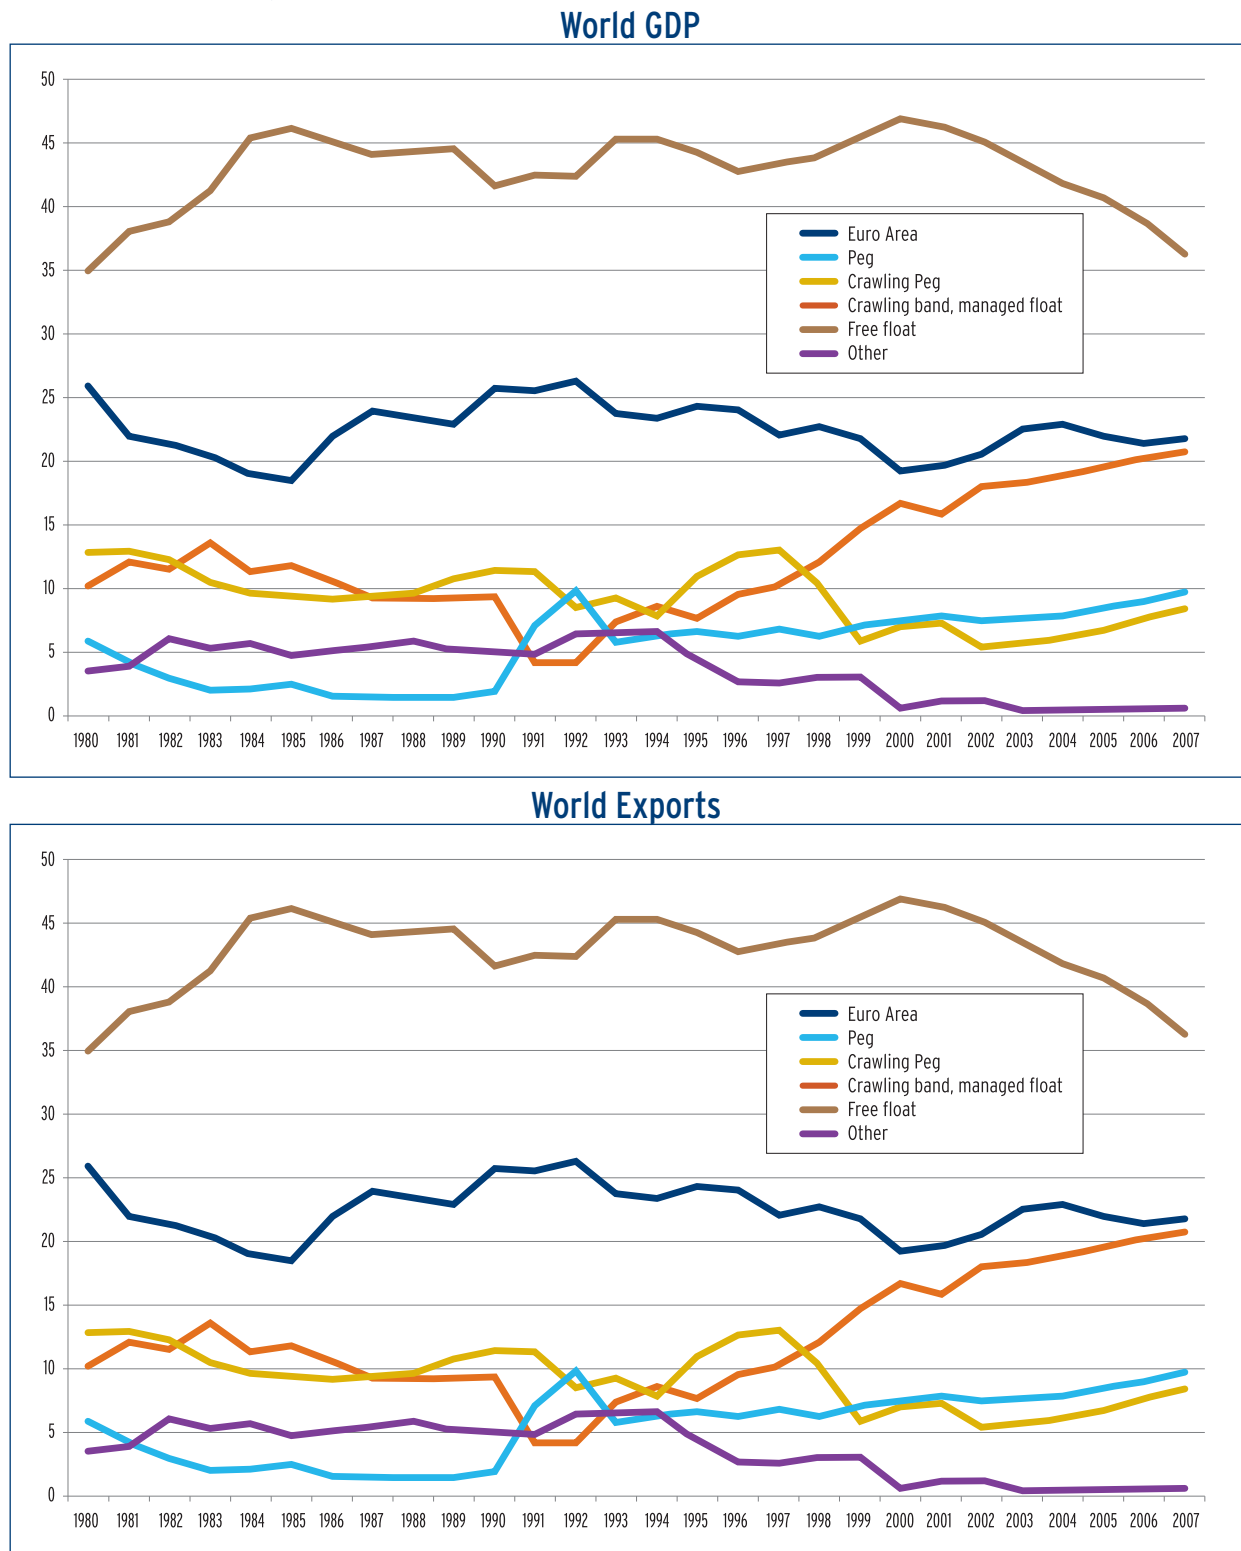 World GDP
50
45
40
35
30
25
20
15
10
5
0
Euro Area
Peg
Crawling Peg
Crawling band, managed float
Free float
Other
1980 1981 1982 1983 1984 1985 1986 1987 1988 1989 1990 1991 1992 1993 1994 1995 1996 1997 1998 1999 2000 2001 2002 2003 2004 2005 2006 2007
World Exports
50
45
40
35
30
25
20
15
10
5
0
Euro Area
Peg
Crawling Peg
Crawling band, managed float
Free float
Other
1980 1981 1982 1983 1984 1985 1986 1987 1988 1989 1990 1991 1992 1993 1994 1995 1996 1997 1998 1999 2000 2001 2002 2003 2004 2005 2006 2007